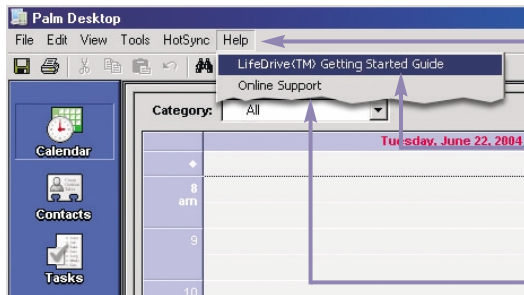 Palm Desktop
File Edit View Tools HotSync Help
LifeDrive(TM) Getting Started Guide
Online Support
Category: All
Calendar
Tuesday, June 22, 2004
8
am
Contacts
9
Tasks
10